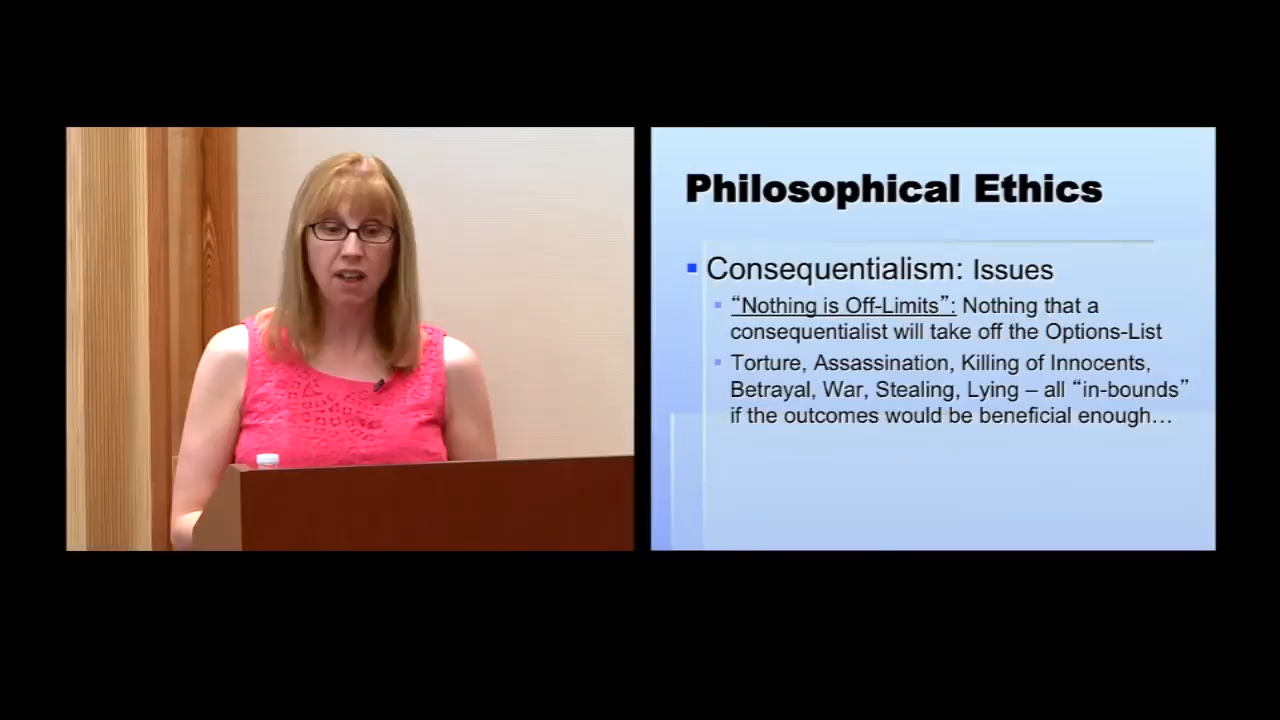 Philosophical Ethics
Consequentialism: Issues
“Nothing is Off-Limits”: Nothing that a
consequentialist will take off the Options-List
Torture, Assassination, Killing of Innocents,
Betrayal, War, Stealing, Lying – all “in-bounds”
if the outcomes would be beneficial enough…